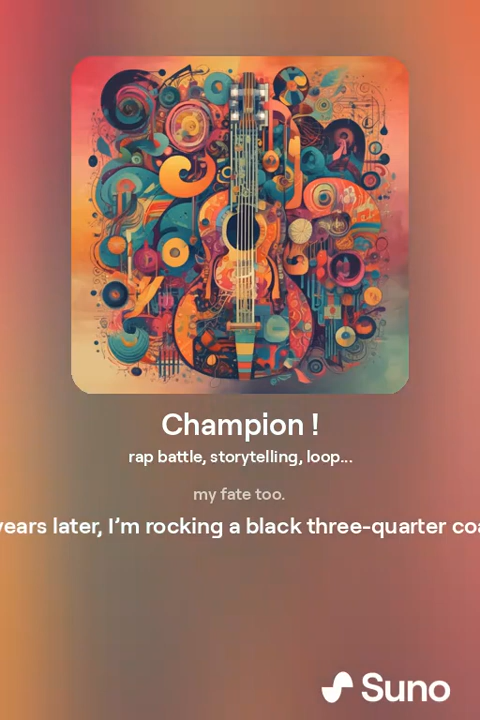 Champion !
rap battle, storytelling, loop...
my fate too.
years later, I'm rocking a black three-quarter coa
Suno